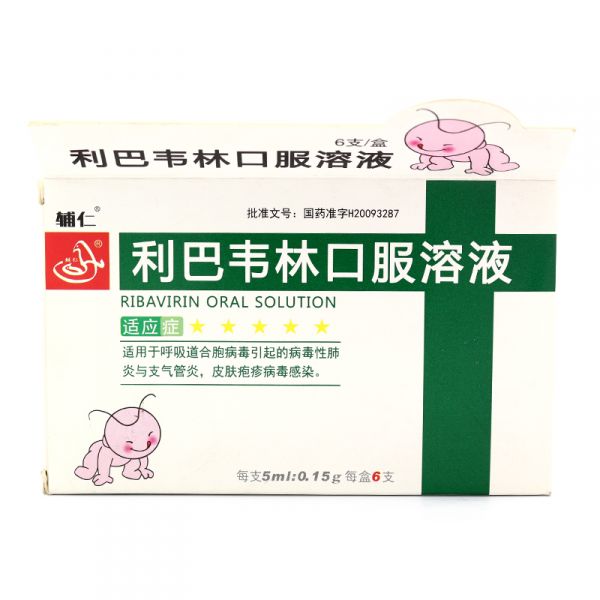 6支/盒
利巴韦林口服溶液
辅仁®
批准文号：国药准字H20093287
®
辅仁
利巴韦林口服溶液
RIBAVIRIN ORAL SOLUTION
适应症 ★ ★ ★ ★ ★
适用于呼吸道合胞病毒引起的病毒性肺
炎与支气管炎，皮肤疱疹病毒感染。
每支5ml:0.15g 每盒6支